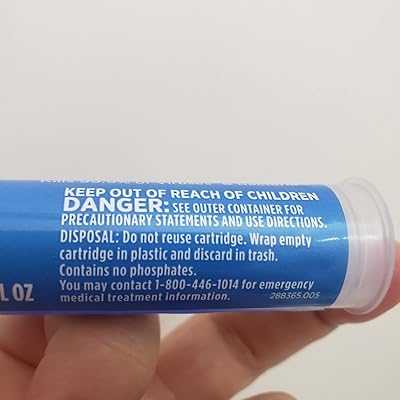 KEEP OUT OF REACH OF CHILDREN
DANGER: SEE OUTER CONTAINER FOR
PRECAUTIONARY STATEMENTS AND USE DIRECTIONS.
DISPOSAL: Do not reuse cartridge. Wrap empty
cartridge in plastic and discard in trash.
Contains no phosphates.
You may contact 1-800-446-1014 for emergency
medical treatment information.
288365.005
L OZ